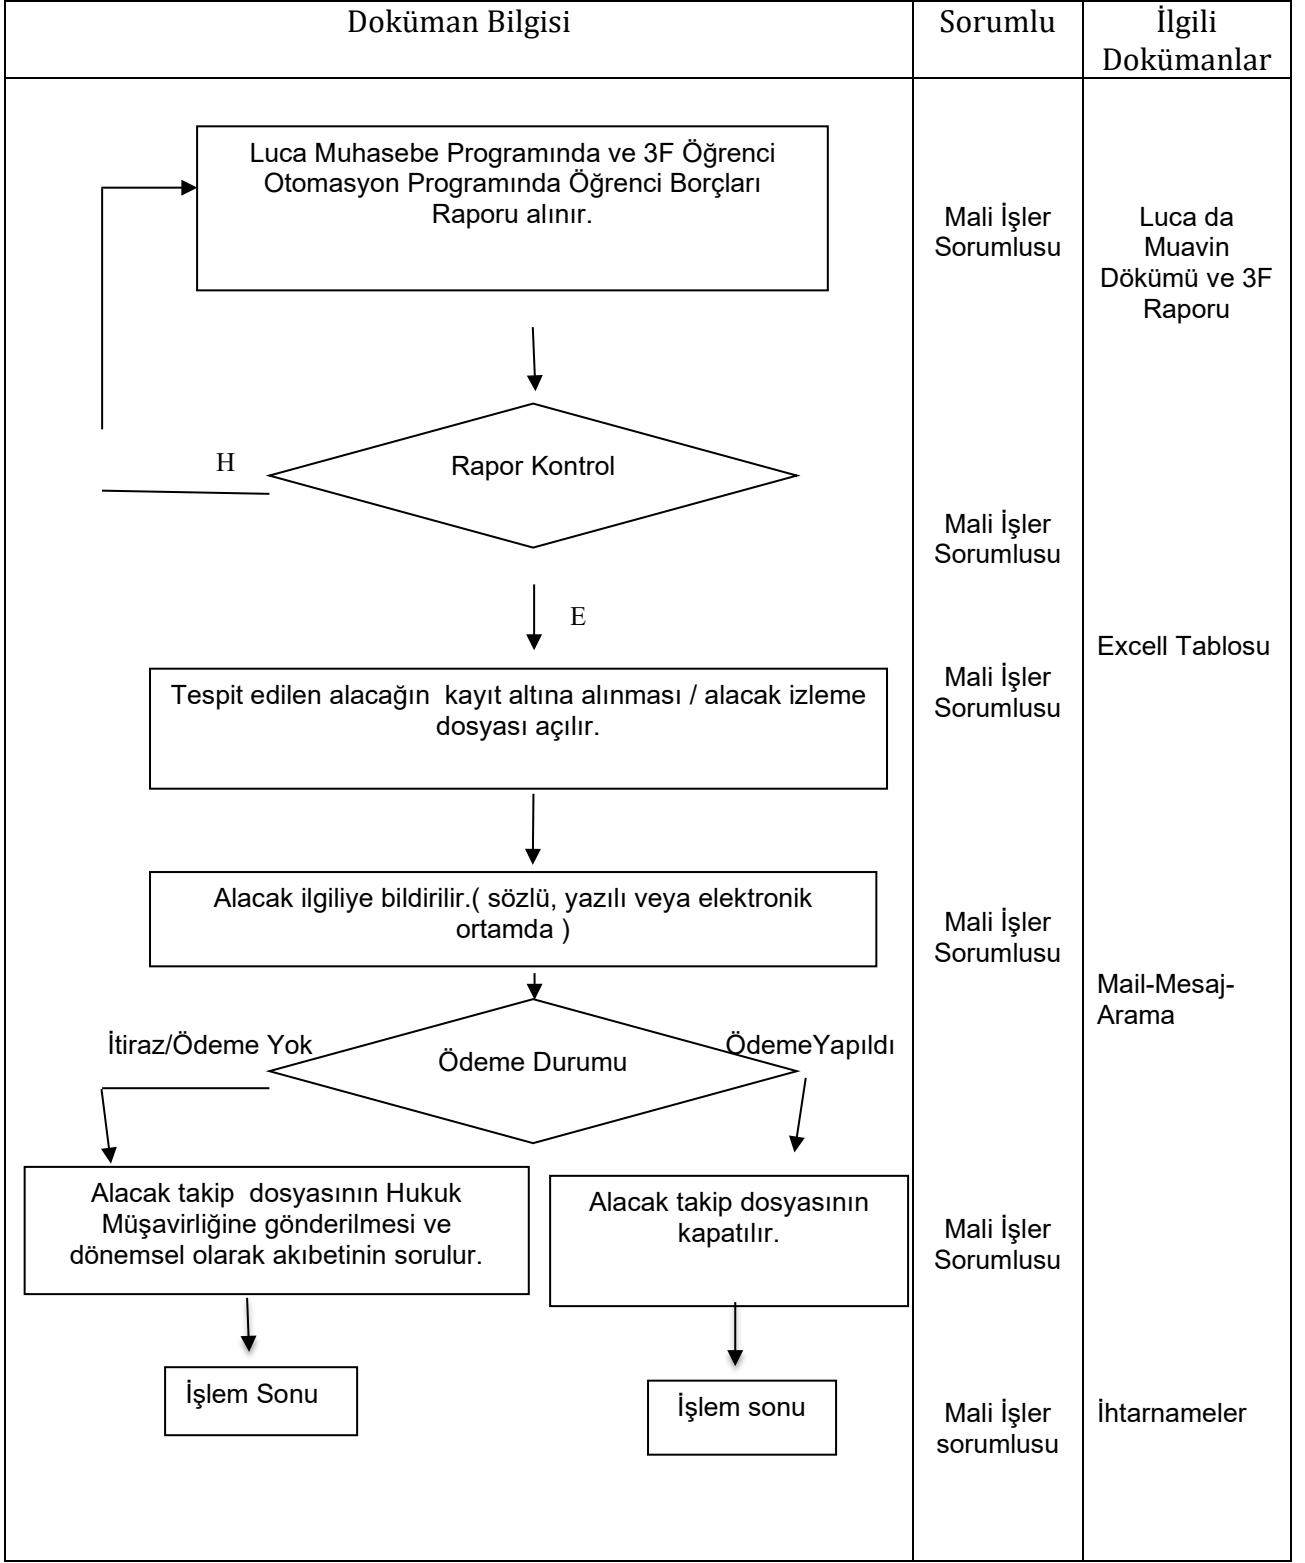 Doküman Bilgisi
Sorumlu
İlgili
Dokümanlar
Luca Muhasebe Programında ve 3F Öğrenci
Otomasyon Programında Öğrenci Borçları
Raporu alınır.
Mali İşler
Sorumlusu
Luca da
Muavin
Dökümü ve 3F
Raporu
H
Rapor Kontrol
Mali İşler
Sorumlusu
E
Excell Tablosu
Tespit edilen alacağın  kayıt altına alınması / alacak izleme
dosyası açılır.
Mali İşler
Sorumlusu
Alacak ilgiliye bildirilir.( sözlü, yazılı veya elektronik
ortamda )
Mali İşler
Sorumlusu
Mail-Mesaj-
Arama
İtiraz/Ödeme Yok
Ödeme Durumu
ÖdemeYapıldı
Alacak takip  dosyasının Hukuk
Müşavirliğine gönderilmesi ve
dönemsel olarak akıbetinin sorulur.
Alacak takip dosyasının
kapatılır.
Mali İşler
Sorumlusu
İşlem Sonu
İşlem sonu
Mali İşler
sorumlusu
İhtarnameler